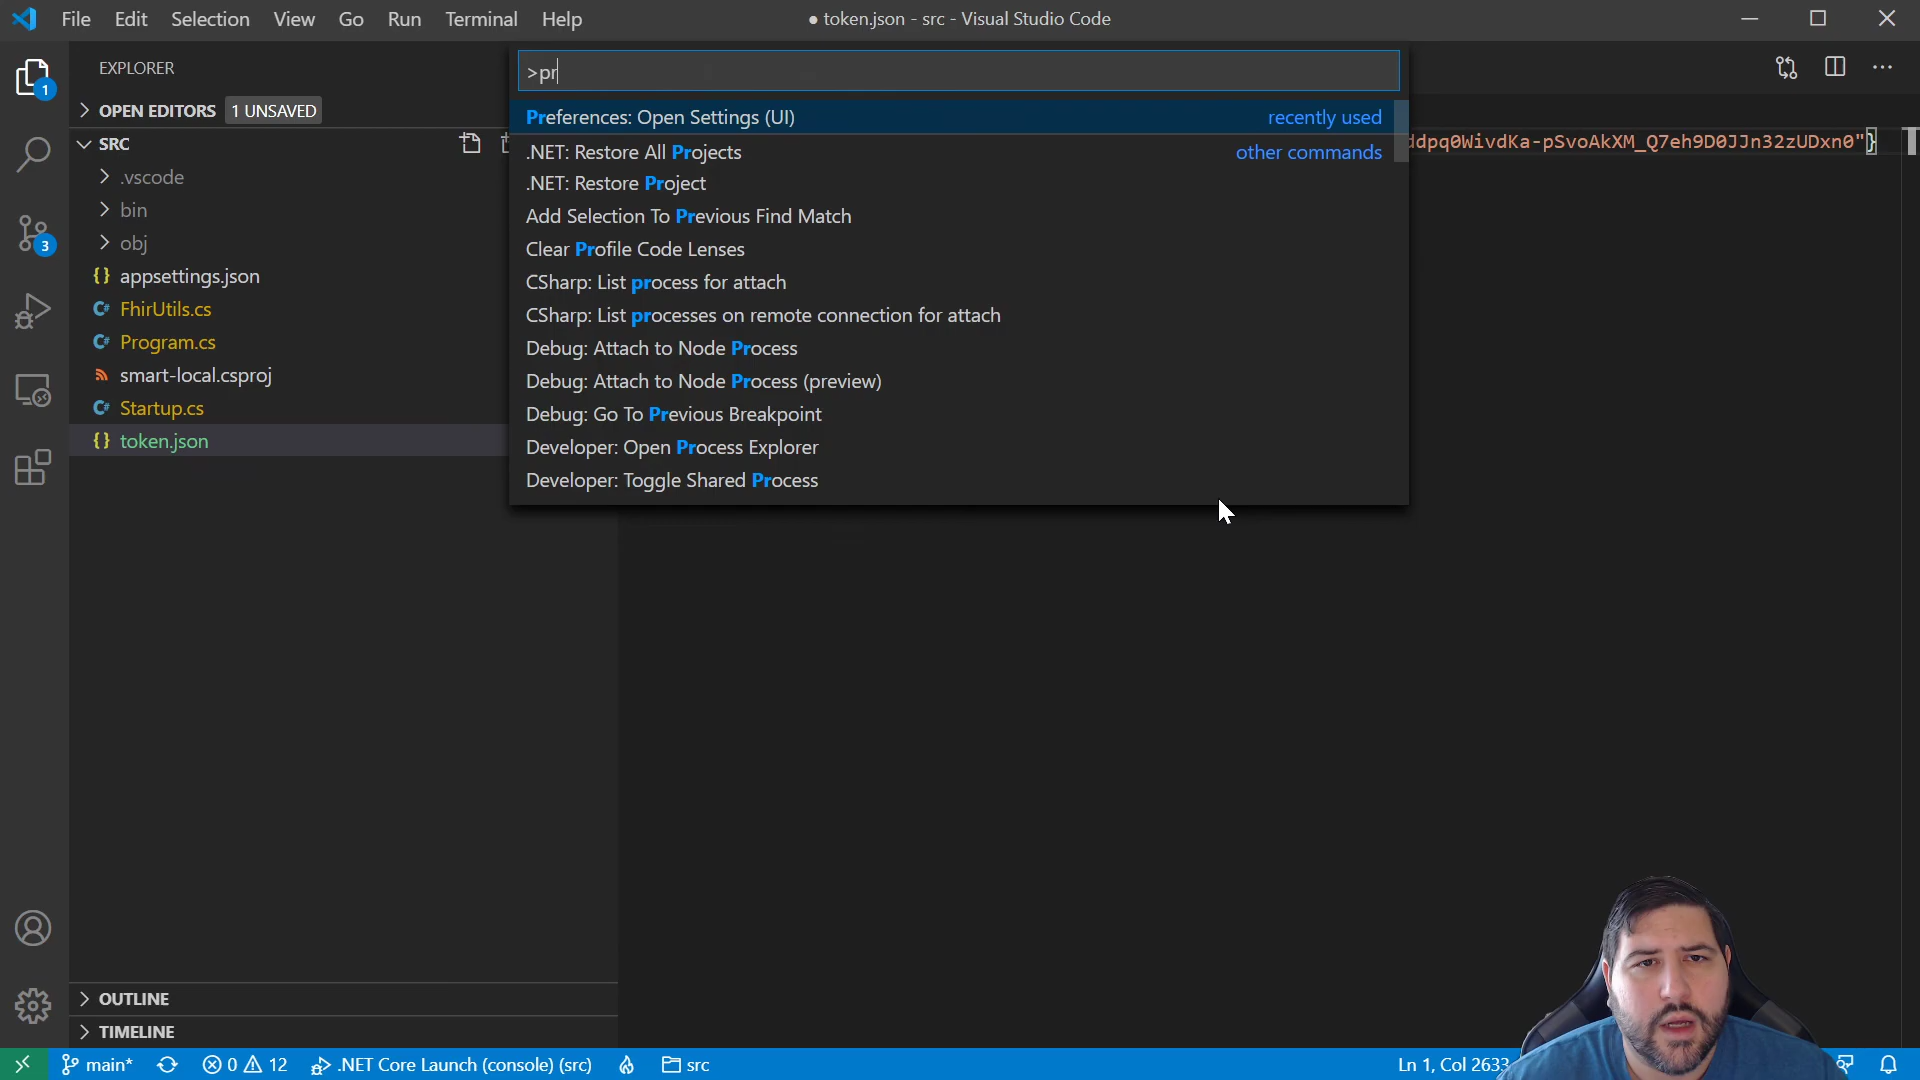 File Edit Selection View Go Run Terminal Help
● token.json - src - Visual Studio Code
EXPLORER
OPEN EDITORS 1 UNSAVED
SRC
.vscode
bin
obj
appsettings.json
FhirUtils.cs
Program.cs
smart-local.csproj
Startup.cs
token.json
OUTLINE
TIMELINE
1
3
>pr
Preferences: Open Settings (UI) recently used
.NET: Restore All Projects other commands
.NET: Restore Project
Add Selection To Previous Find Match
Clear Profile Code Lenses
CSharp: List process for attach
CSharp: List processes on remote connection for attach
Debug: Attach to Node Process
Debug: Attach to Node Process (preview)
Debug: Go To Previous Breakpoint
Developer: Open Process Explorer
Developer: Toggle Shared Process
ddpq0WivdKa-pSvoAkXM_Q7eh9D0JJn32zUDxn0"}
main* 0 12 .NET Core Launch (console) (src) src Ln 1, Col 2633